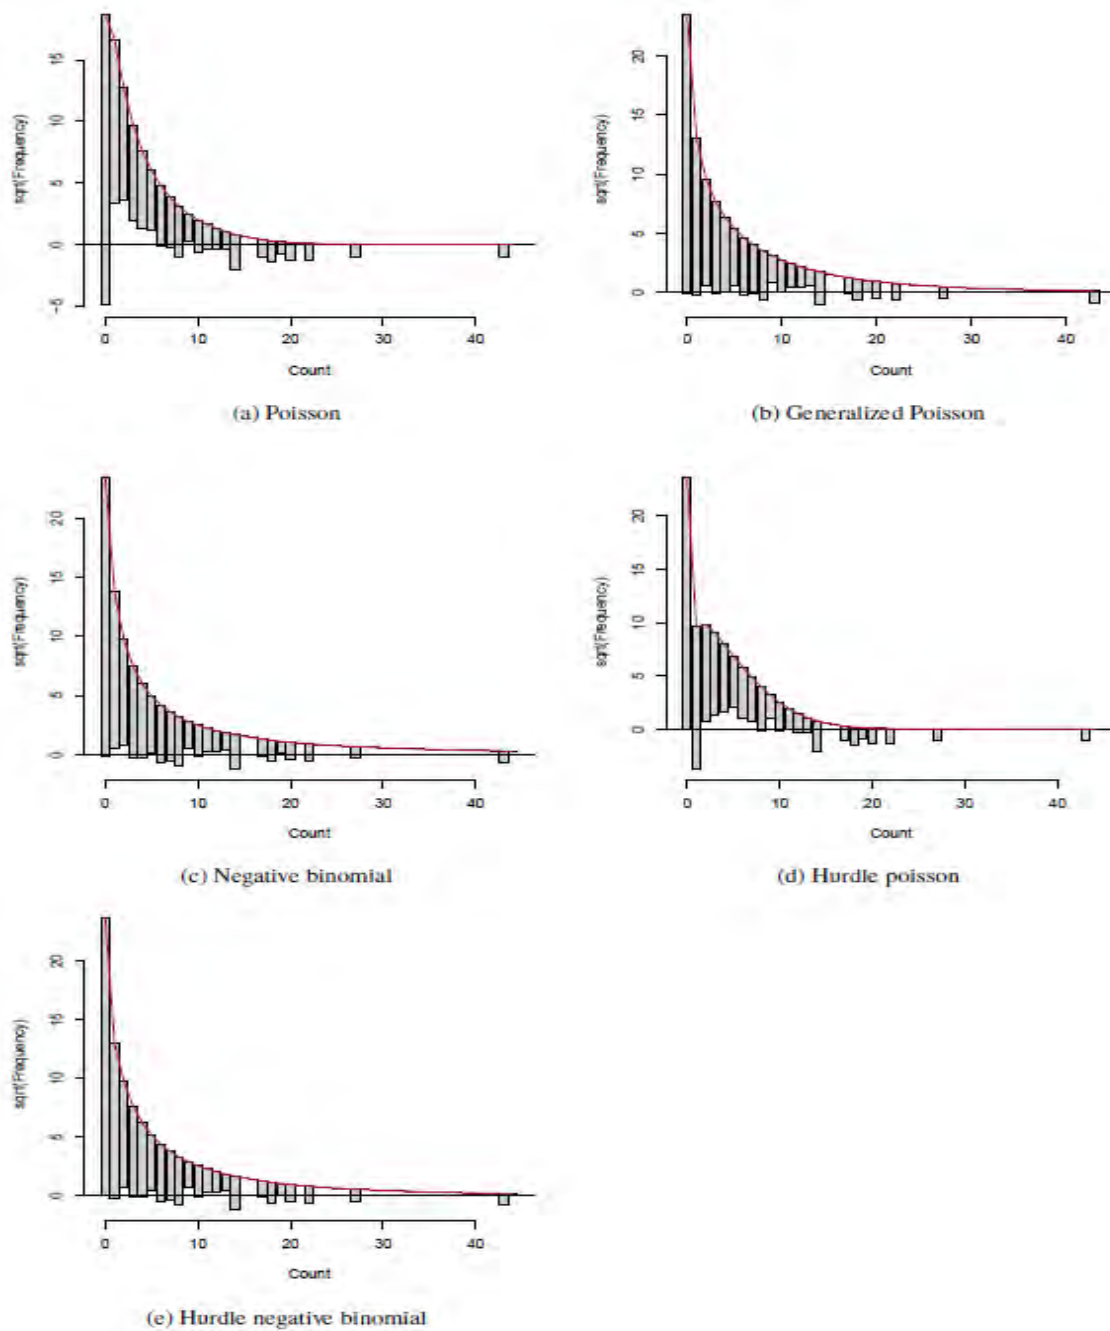 15
10
5
0
-5
sqrt(Frequency)
0 10 20 30 40
Count
(a) Poisson
20
15
10
5
0
sqrt(Frequency)
0 10 20 30 40
Count
(b) Generalized Poisson
20
15
10
5
0
sqrt(Frequency)
0 10 20 30 40
Count
(c) Negative binomial
20
15
10
5
0
sqrt(Frequency)
0 10 20 30 40
Count
(d) Hurdle poisson
20
15
10
5
0
sqrt(Frequency)
0 10 20 30 40
Count
(e) Hurdle negative binomial